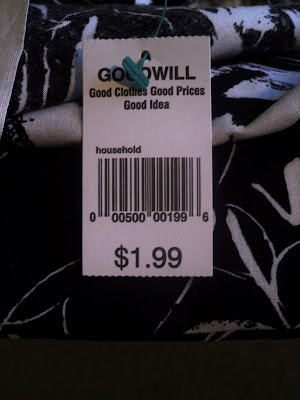 GOODWILL
Good Clothes Good Prices
Good Idea
household
0 00500 00199 6
$1.99